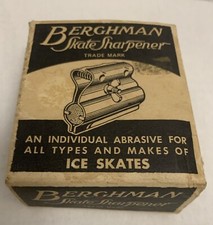 BERGHMAN
Skate Sharpener
TRADE MARK
AN INDIVIDUAL ABRASIVE FOR
ALL TYPES AND MAKES OF
ICE SKATES
BERGHMAN
Skate Sharpener